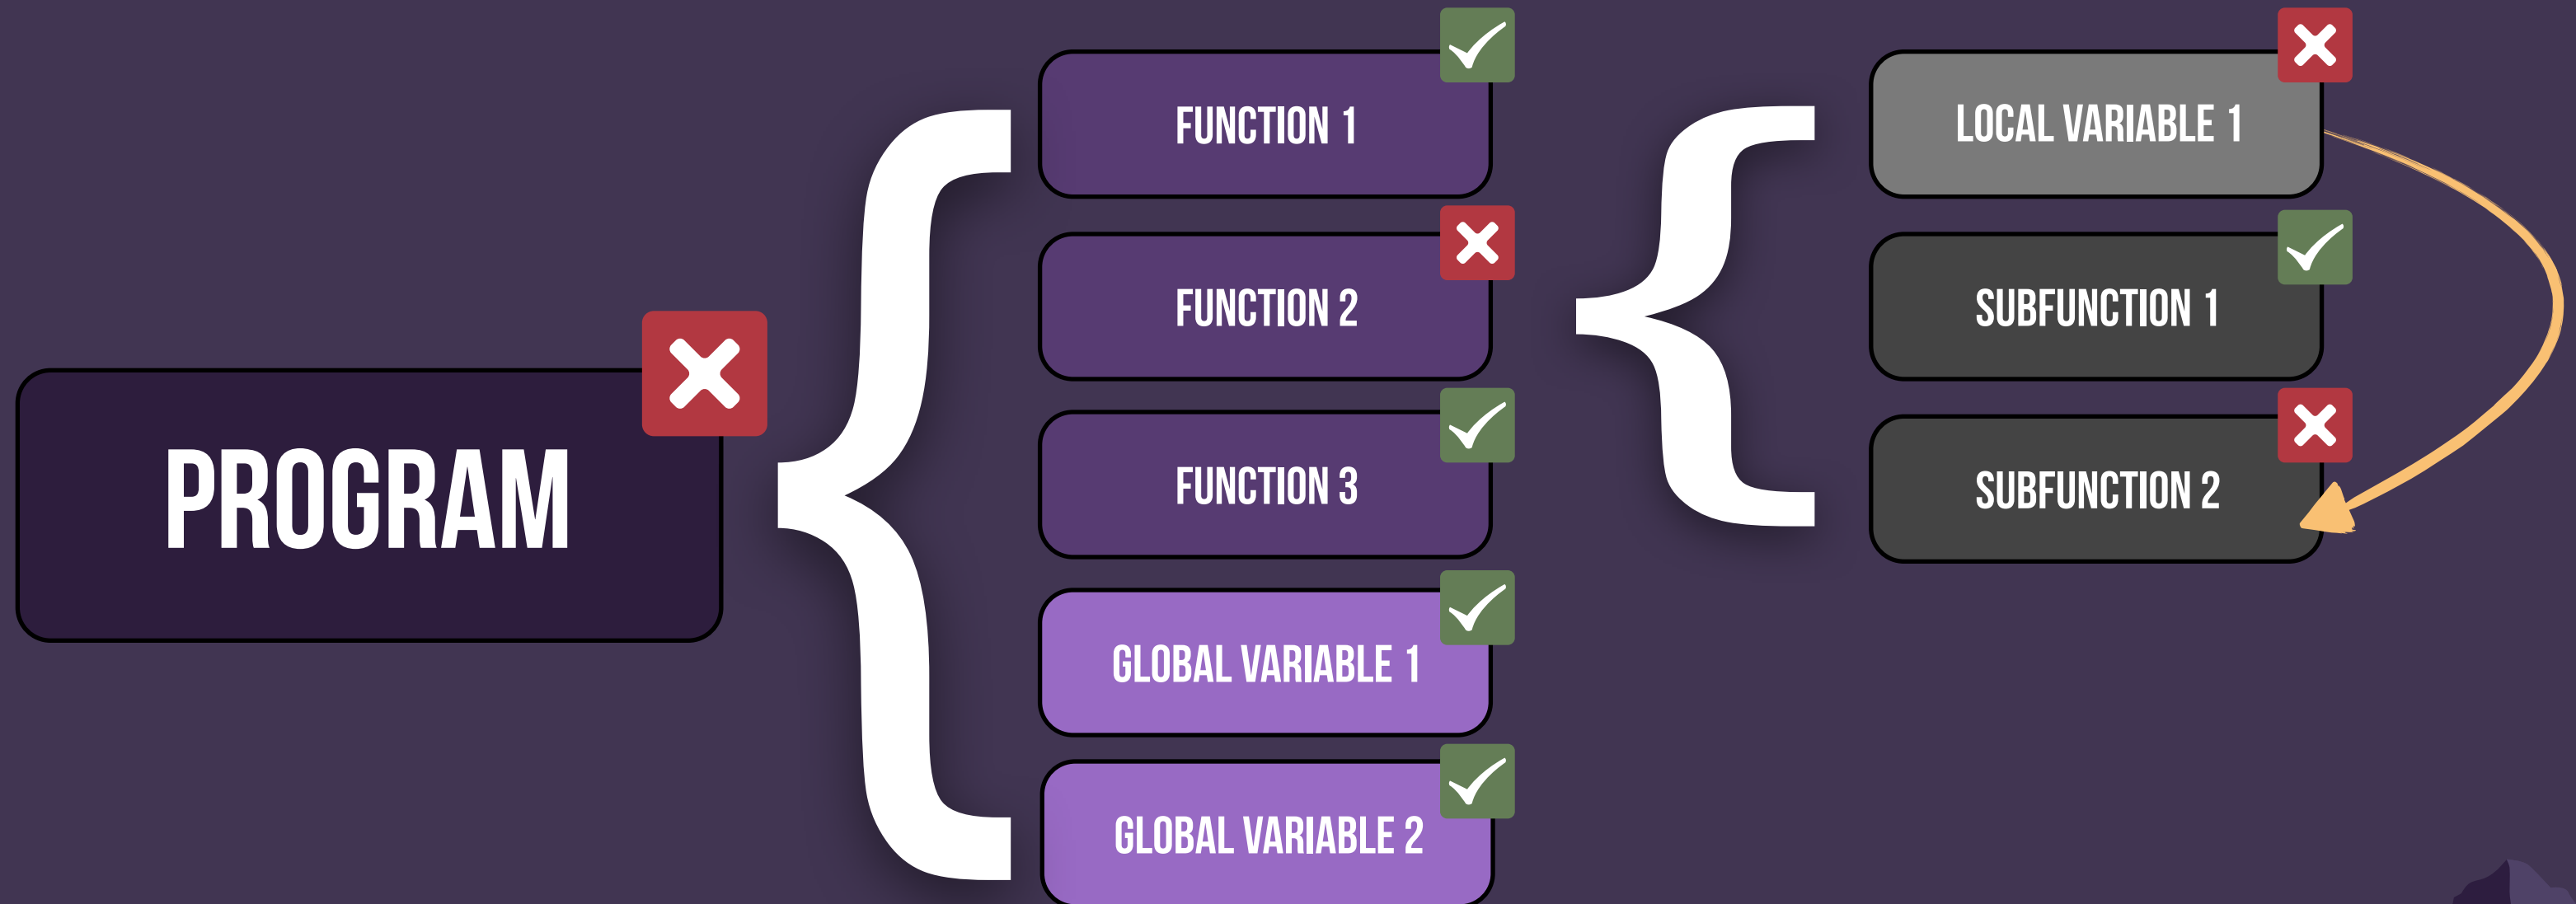 PROGRAM
FUNCTION 1
FUNCTION 2
FUNCTION 3
GLOBAL VARIABLE 1
GLOBAL VARIABLE 2
LOCAL VARIABLE 1
SUBFUNCTION 1
SUBFUNCTION 2